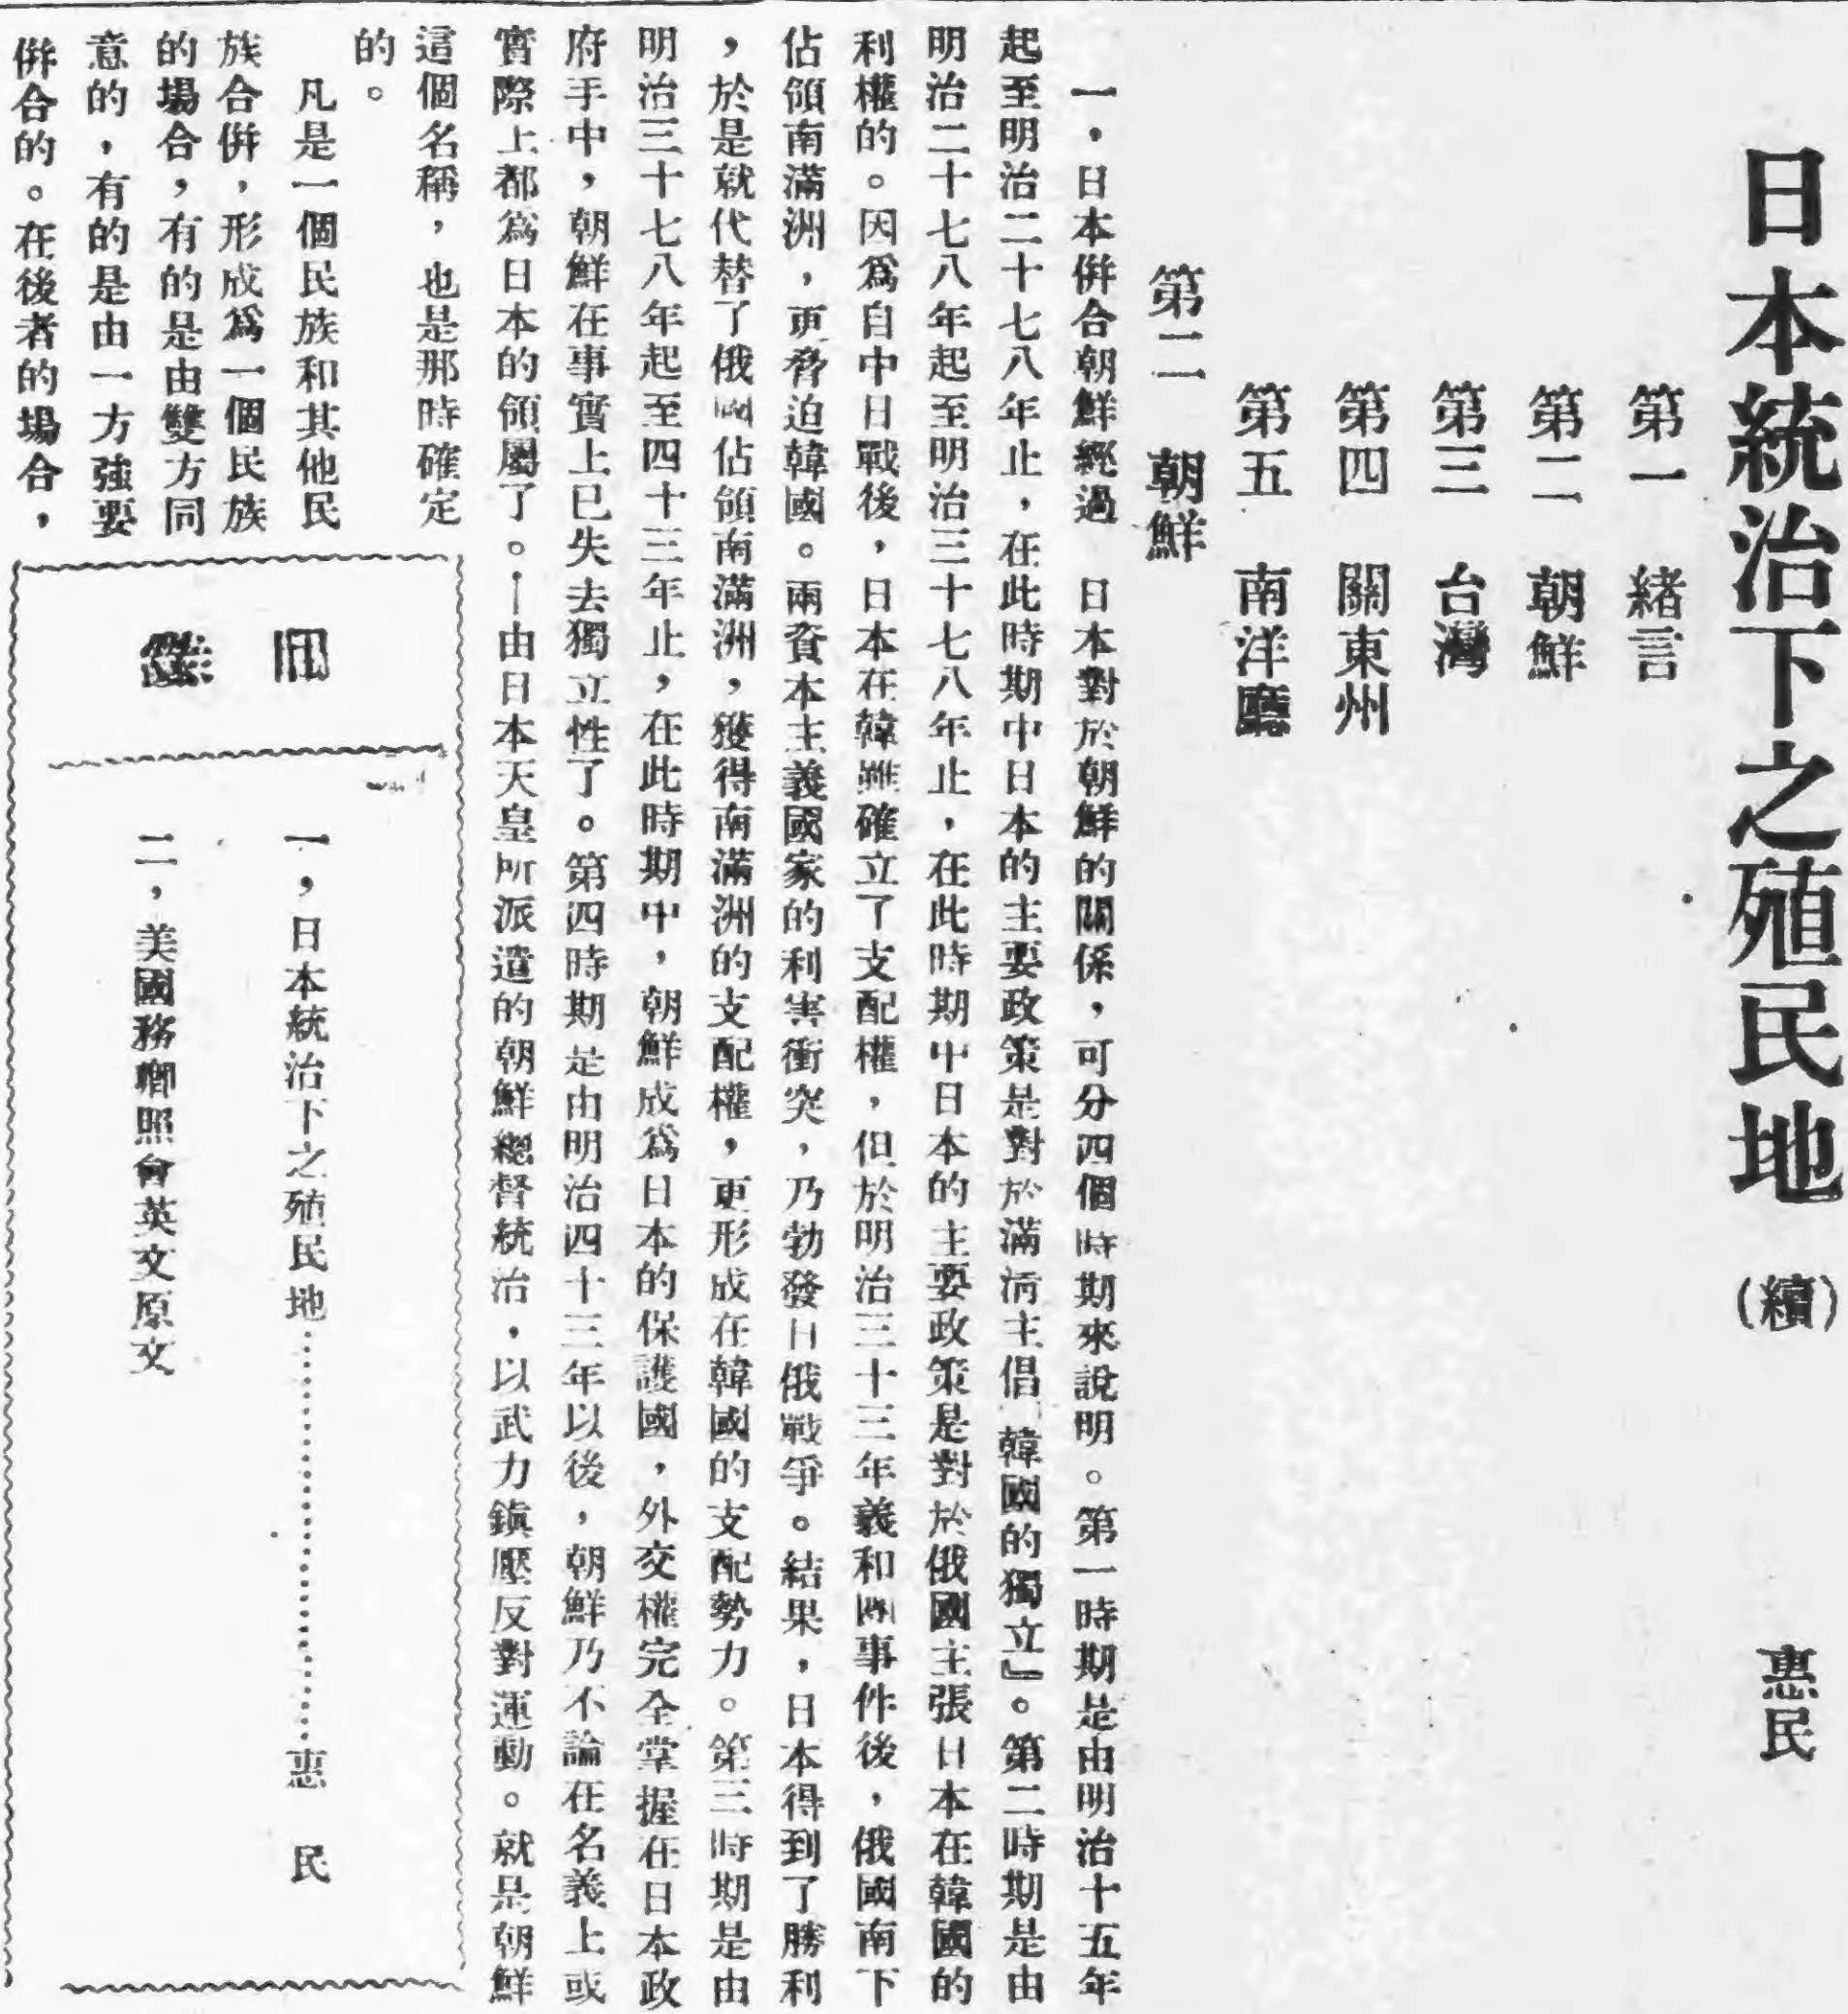 日本統治下之殖民地(續) 惠民
第一 緒言
第二 朝鮮
第三 台灣
第四 關東州
第五 南洋廳
第二 朝鮮
一，日本併合朝鮮經過 日本對於朝鮮的關係，可分四個時期來說明。第一時期是由明治十五年
起至明治二十七八年止，在此時期中日本的主要政策是對於滿淸主倡「韓國的獨立』。第二時期是由
明治二十七八年起至明治三十七八年止，在此時期中日本的主要政策是對於俄國主張日本在韓國的
利權的。因爲自中日戰後，日本在韓雖確立了支配權，但於明治三十三年義和團事件後，俄國南下
佔領南滿洲，更脅迫韓國。兩資本主義國家的利害衝突，乃勃發日俄戰爭。結果，日本得到了勝利
，於是就代替了俄國佔領南滿洲，獲得南滿洲的支配權，更形成在韓國的支配勢力。第三時期是由
明治三十七八年起至四十三年止，在此時期中，朝鮮成爲日本的保護國，外交權完全掌握在日本政
府手中，朝鮮在事實上已失去獨立性了。第四時期是由明治四十三年以後，朝鮮乃不論在名義上或
實際上都爲日本的領屬了。—由日本天皇所派遣的朝鮮總督統治，以武力鎮壓反對運動。就是朝鮮
這個名稱，也是那時確定
的。
凡是一個民族和其他民
族合併，形成爲一個民族
的場合，有的是由雙方同
意的，有的是由一方強要
併合的。在後者的場合，
目錄
一，日本統治下之殖民地……………………惠 民
二，美國務卿照會英文原文